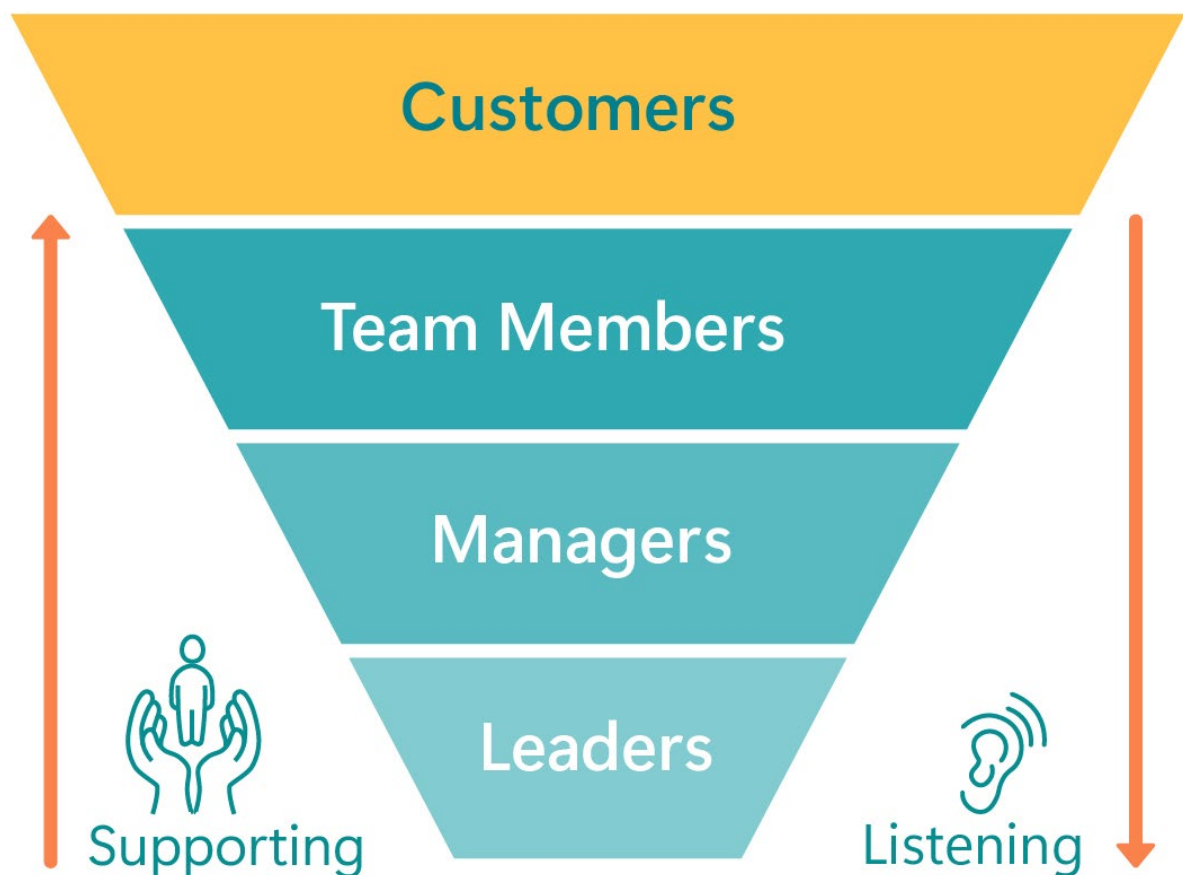 Customers
Team Members
Managers
Leaders
Supporting
Listening